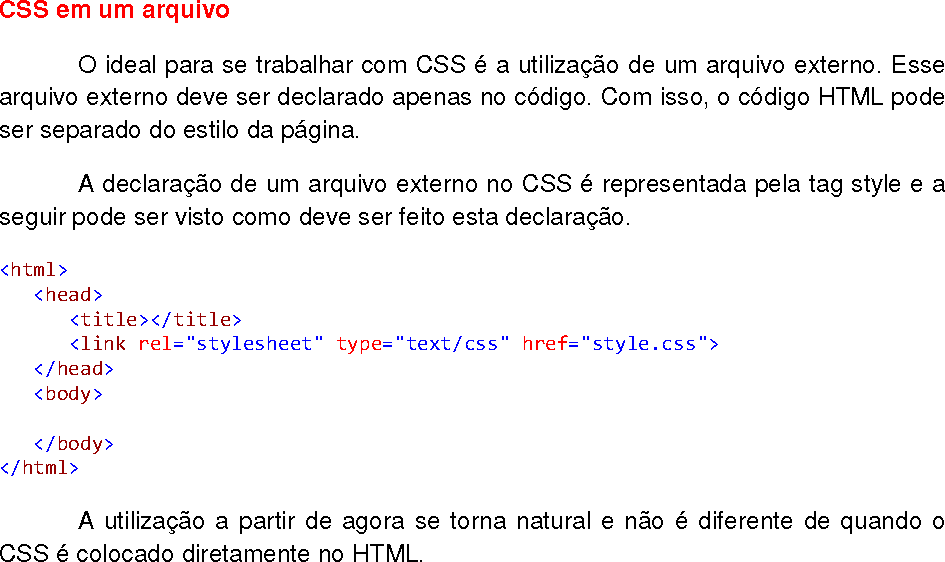 CSS em um arquivo
O ideal para se trabalhar com CSS é a utilização de um arquivo externo. Esse
arquivo externo deve ser declarado apenas no código. Com isso, o código HTML pode
ser separado do estilo da página.
A declaração de um arquivo externo no CSS é representada pela tag style e a
seguir pode ser visto como deve ser feito esta declaração.
<html>
<head>
<title></title>
<link rel="stylesheet" type="text/css" href="style.css">
</head>
<body>
</body>
</html>
A utilização a partir de agora se torna natural e não é diferente de quando o
CSS é colocado diretamente no HTML.